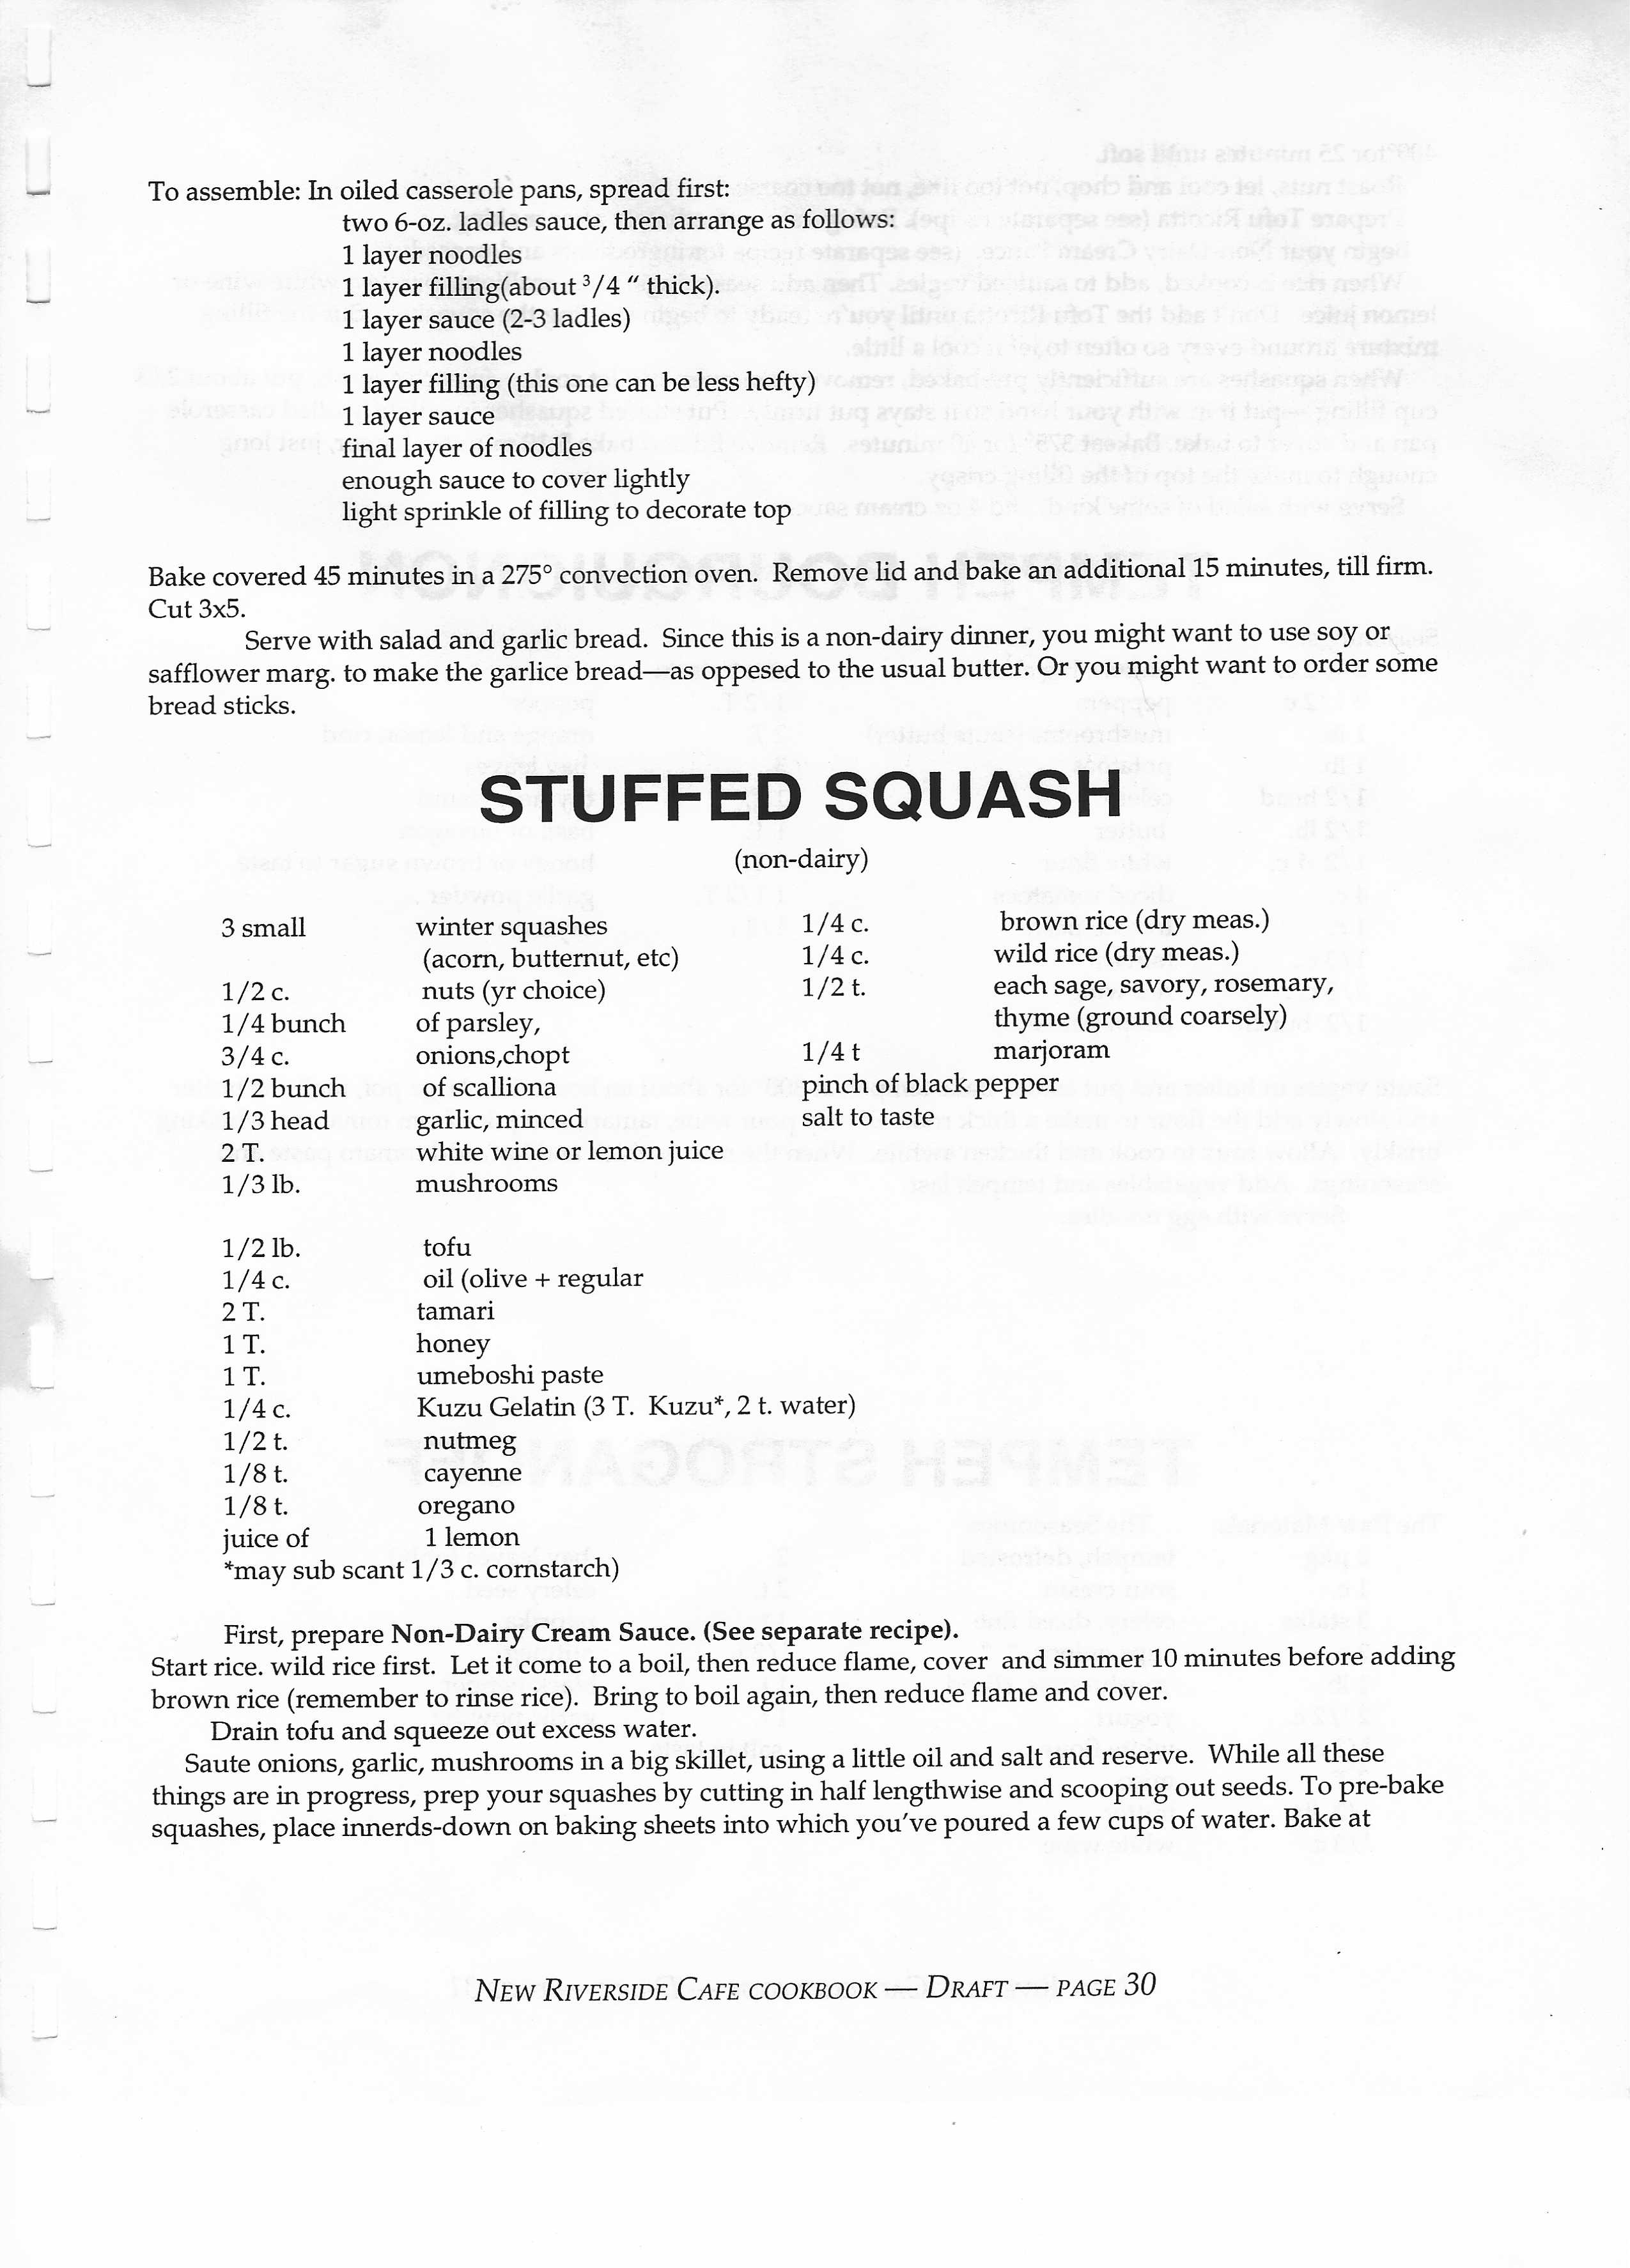 To assemble: In oiled casserole pans, spread first:
two 6-oz. ladles sauce, then arrange as follows:
1 layer noodles
1 layer filling(about 3/4 “ thick).
1 layer sauce (2-3 ladles)
1 layer noodles
1 layer filling (this one can be less hefty)
1 layer sauce
final layer of noodles
enough sauce to cover lightly
light sprinkle of filling to decorate top
Bake covered 45 minutes in a 275° convection oven. Remove lid and bake an additional 15 minutes, till firm.
Cut 3x5.
Serve with salad and garlic bread. Since this is a non-dairy dinner, you might want to use soy or
safflower marg. to make the garlice bread—as oppesed to the usual butter. Or you might want to order some
bread sticks.
STUFFED SQUASH
(non-dairy)
3 small winter squashes
(acorn, butternut, etc)
1/2 c. nuts (yr choice)
1/4 bunch of parsley,
3/4 c. onions,chopt
1/2 bunch of scalliona
1/3 head garlic, minced
2 T. white wine or lemon juice
1/3 lb. mushrooms
1/4 c. brown rice (dry meas.)
1/4 c. wild rice (dry meas.)
1/2 t. each sage, savory, rosemary,
thyme (ground coarsely)
1/4 t marjoram
pinch of black pepper
salt to taste
1/2 lb. tofu
1/4 c. oil (olive + regular
2 T. tamari
1 T. honey
1 T. umeboshi paste
1/4 c. Kuzu Gelatin (3 T. Kuzu*, 2 t. water)
1/2 t. nutmeg
1/8 t. cayenne
1/8 t. oregano
juice of 1 lemon
*may sub scant 1/3 c. cornstarch)
First, prepare Non-Dairy Cream Sauce. (See separate recipe).
Start rice. wild rice first. Let it come to a boil, then reduce flame, cover and simmer 10 minutes before adding
brown rice (remember to rinse rice). Bring to boil again, then reduce flame and cover.
Drain tofu and squeeze out excess water.
Saute onions, garlic, mushrooms in a big skillet, using a little oil and salt and reserve. While all these
things are in progress, prep your squashes by cutting in half lengthwise and scooping out seeds. To pre-bake
squashes, place innerds-down on baking sheets into which you’ve poured a few cups of water. Bake at
NEW RIVERSIDE CAFE COOKBOOK — DRAFT — PAGE 30